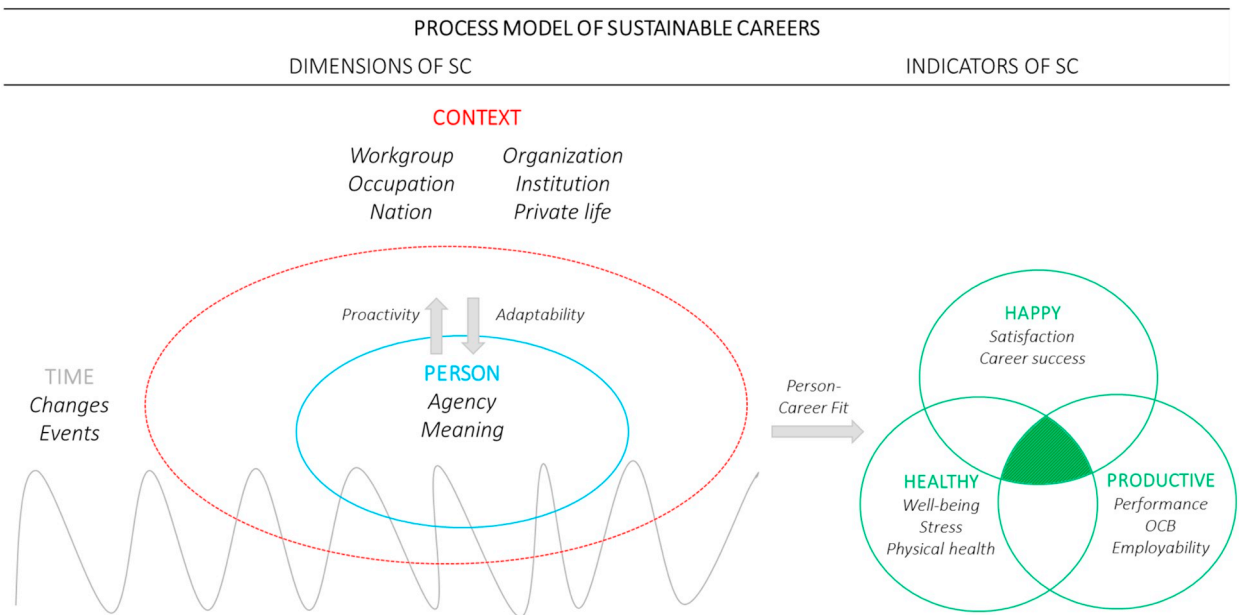 PROCESS MODEL OF SUSTAINABLE CAREERS
DIMENSIONS OF SC
INDICATORS OF SC
CONTEXT
Workgroup
Occupation
Nation
Organization
Institution
Private life
Proactivity
Adaptability
PERSON
Agency
Meaning
TIME
Changes
Events
Person-
Career Fit
HAPPY
Satisfaction
Career success
HEALTHY
Well-being
Stress
Physical health
PRODUCTIVE
Performance
OCB
Employability